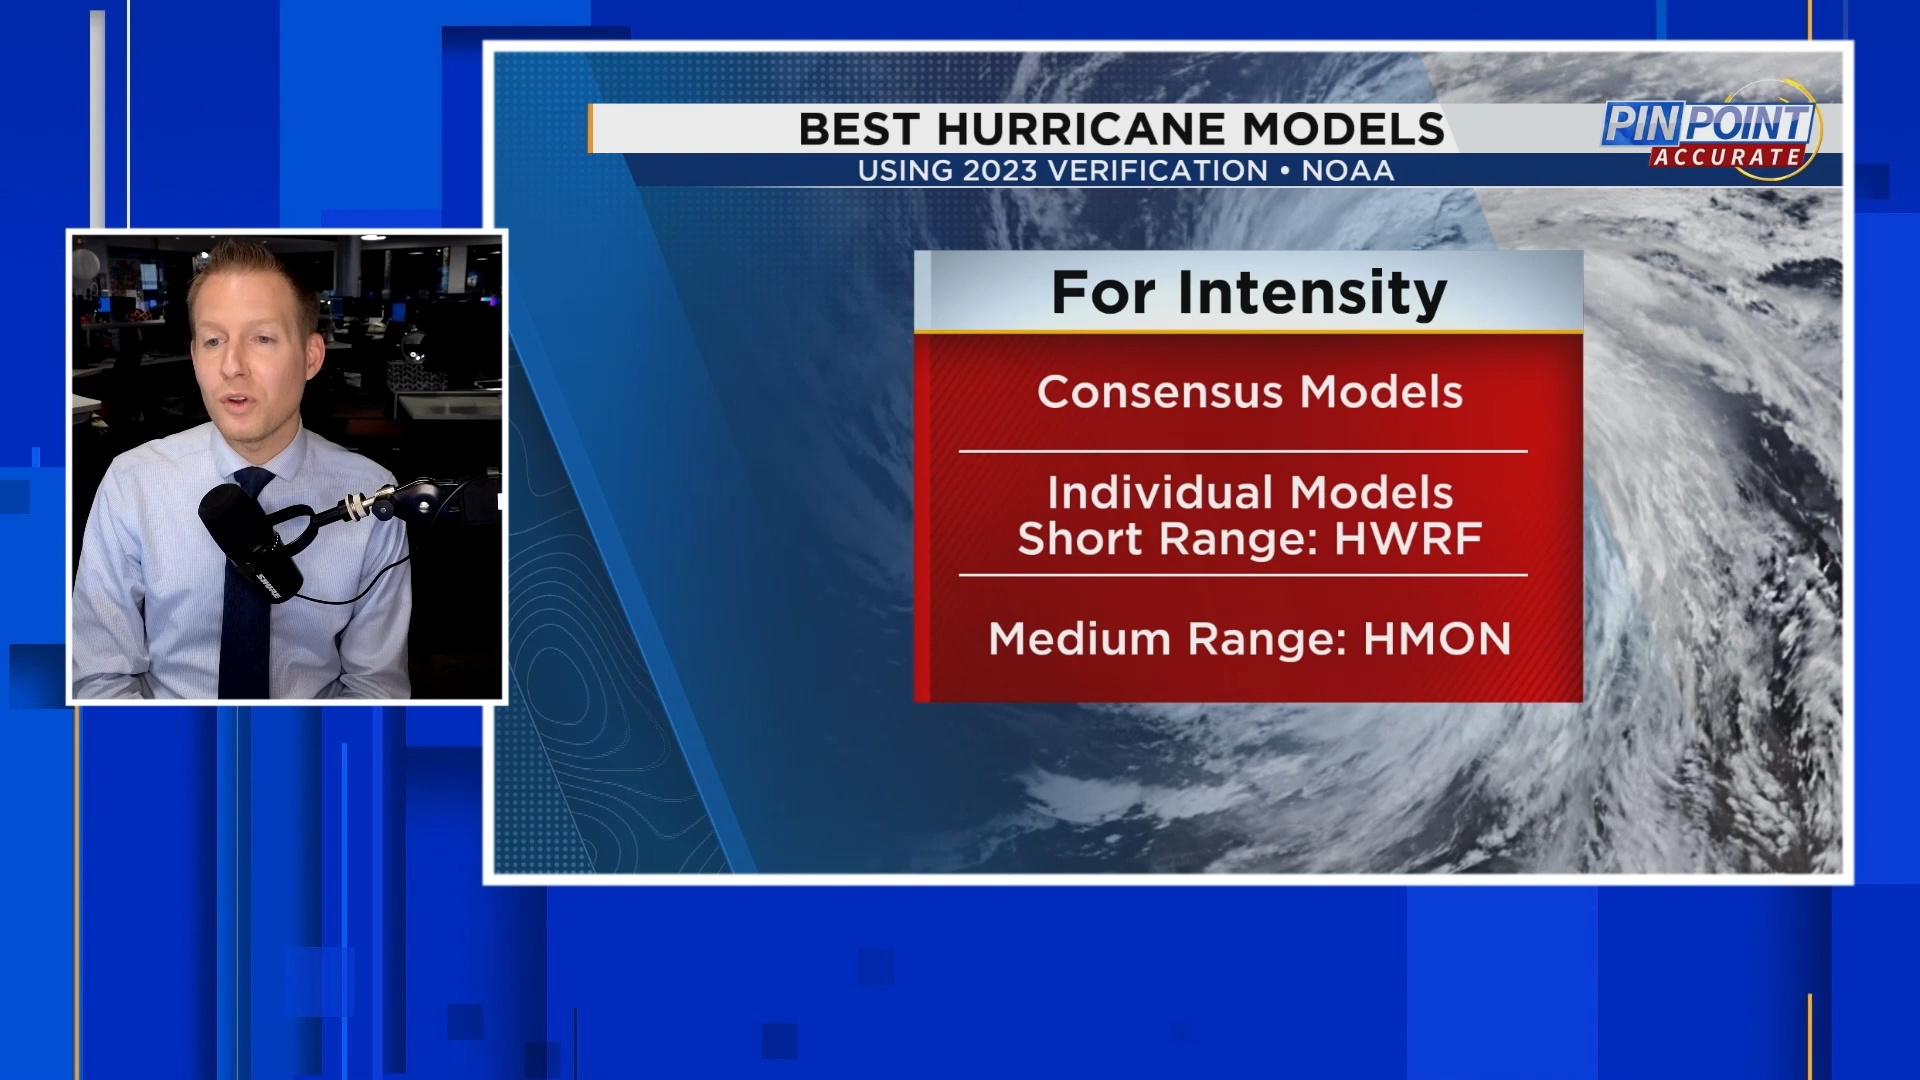 BEST HURRICANE MODELS
USING 2023 VERIFICATION • NOAA
PINPOINT
ACCURATE
For Intensity
Consensus Models
Individual Models
Short Range: HWRF
Medium Range: HMON
SHURE